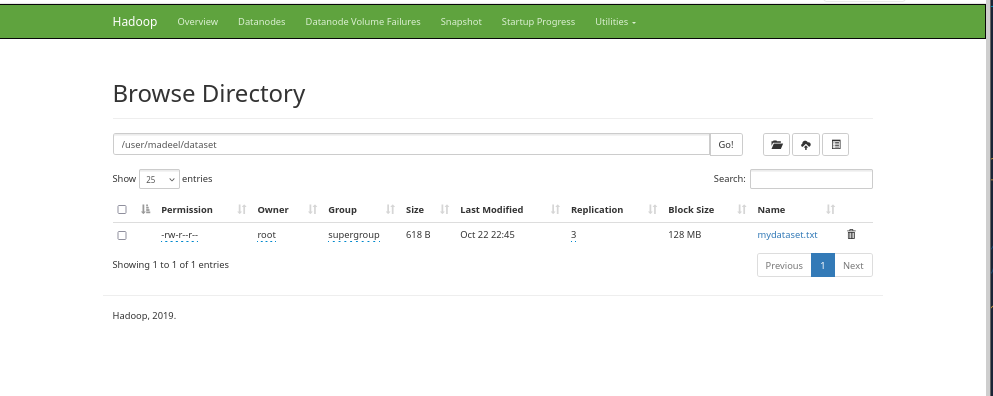 Hadoop Overview Datanodes Datanode Volume Failures Snapshot Startup Progress Utilities
Browse Directory
/user/madeel/dataset Go!
Show 25 entries Search:
Permission Owner Group Size Last Modified Replication Block Size Name
-rw-r--r-- root supergroup 618 B Oct 22 22:45 3 128 MB mydataset.txt
Showing 1 to 1 of 1 entries Previous 1 Next
Hadoop, 2019.